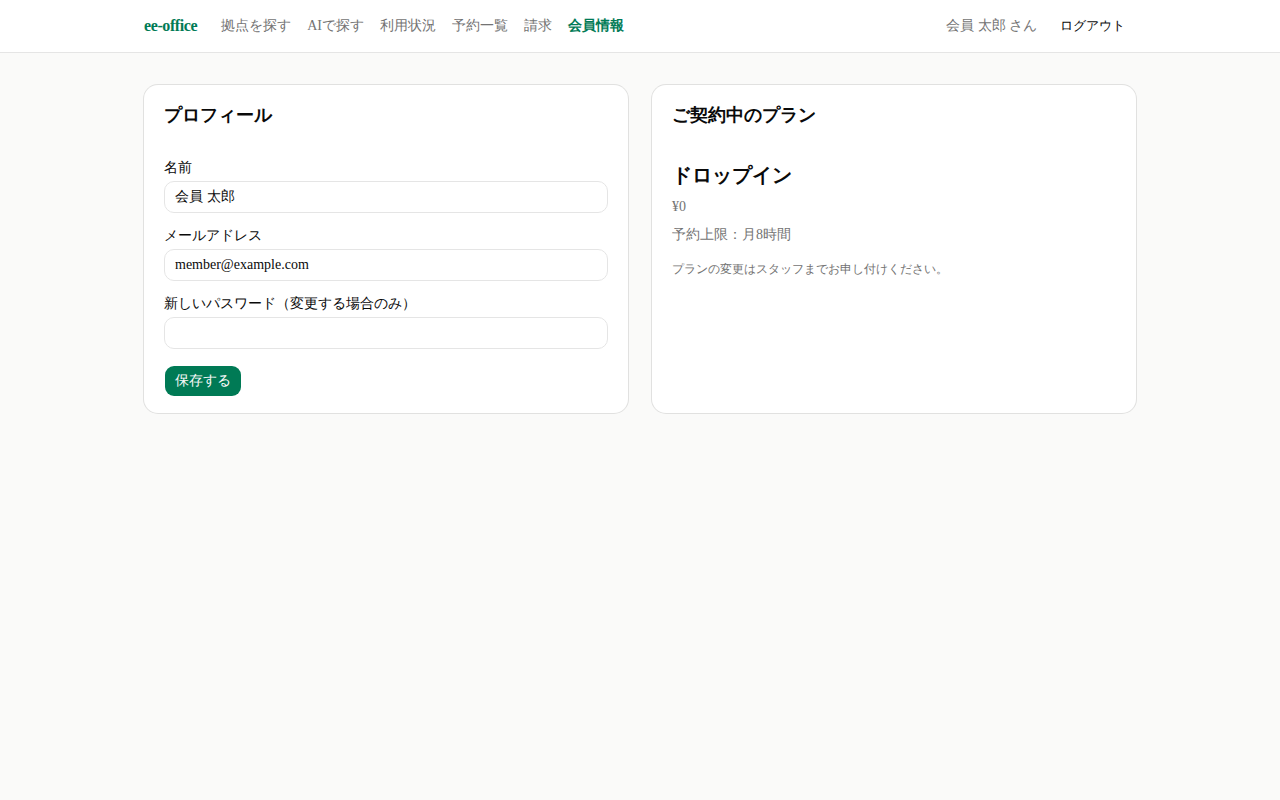 ee-office 拠点を探す AIで探す 利用状況 予約一覧 請求 会員情報 会員 太郎 さん ログアウト
プロフィール
名前
会員 太郎
メールアドレス
member@example.com
新しいパスワード（変更する場合のみ）
保存する
ご契約中のプラン
ドロップイン
¥0
予約上限：月8時間
プランの変更はスタッフまでお申し付けください。